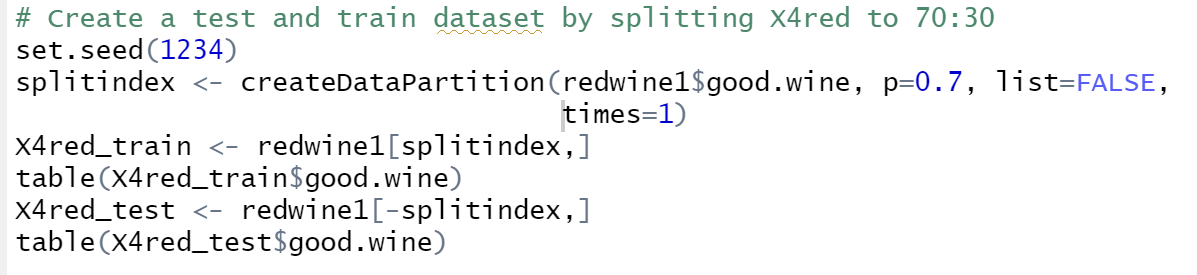 # Create a test and train dataset by splitting X4red to 70:30
set.seed(1234)
splitindex <- createDataPartition(redwine1$good.wine, p=0.7, list=FALSE,
times=1)
X4red_train <- redwine1[splitindex,]
table(X4red_train$good.wine)
X4red_test <- redwine1[-splitindex,]
table(X4red_test$good.wine)